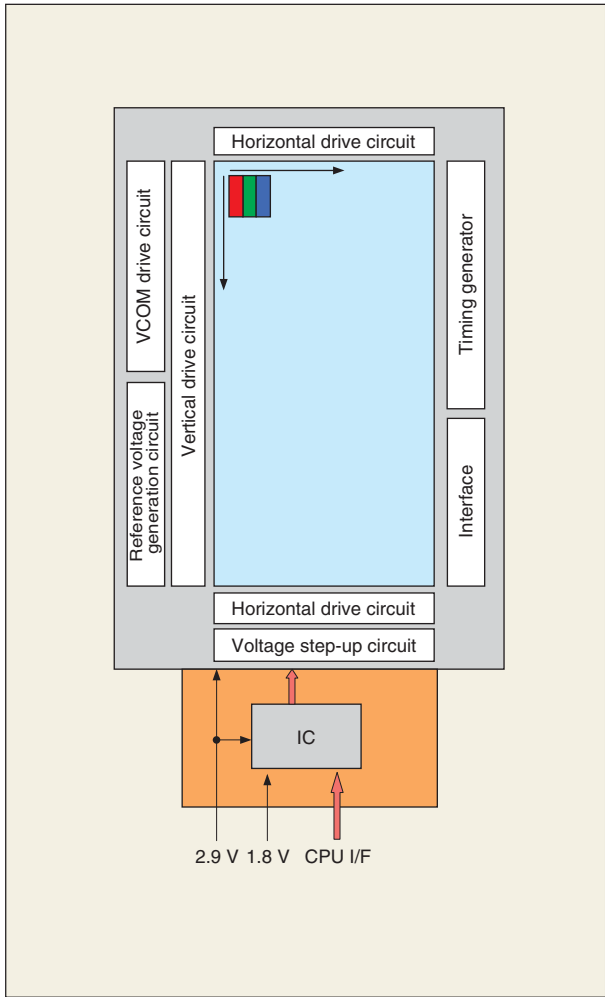 Horizontal drive circuit
VCOM drive circuit
Reference voltage
generation circuit
Vertical drive circuit
Timing generator
Interface
Horizontal drive circuit
Voltage step-up circuit
IC
2.9 V 1.8 V CPU I/F